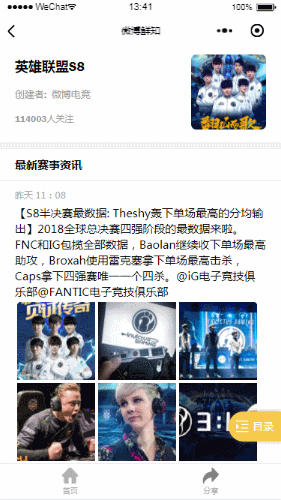 WeChat 13:41 100%
微博鲜知
英雄联盟S8
创建者: 微博电竞
114003人关注
最新赛事资讯
昨天 11:08
【S8半决赛最数据: Theshy轰下单场最高的分均输
出】2018全球总决赛四强阶段的最数据来啦。
FNC和IG包揽全部数据，Baolan继续收下单场最高
助攻，Broxah使用雷克塞拿下单场最高击杀，
Caps拿下四强赛唯一一个四杀。@iG电子竞技俱
乐部@FANTIC电子竞技俱乐部
目录
首页
分享